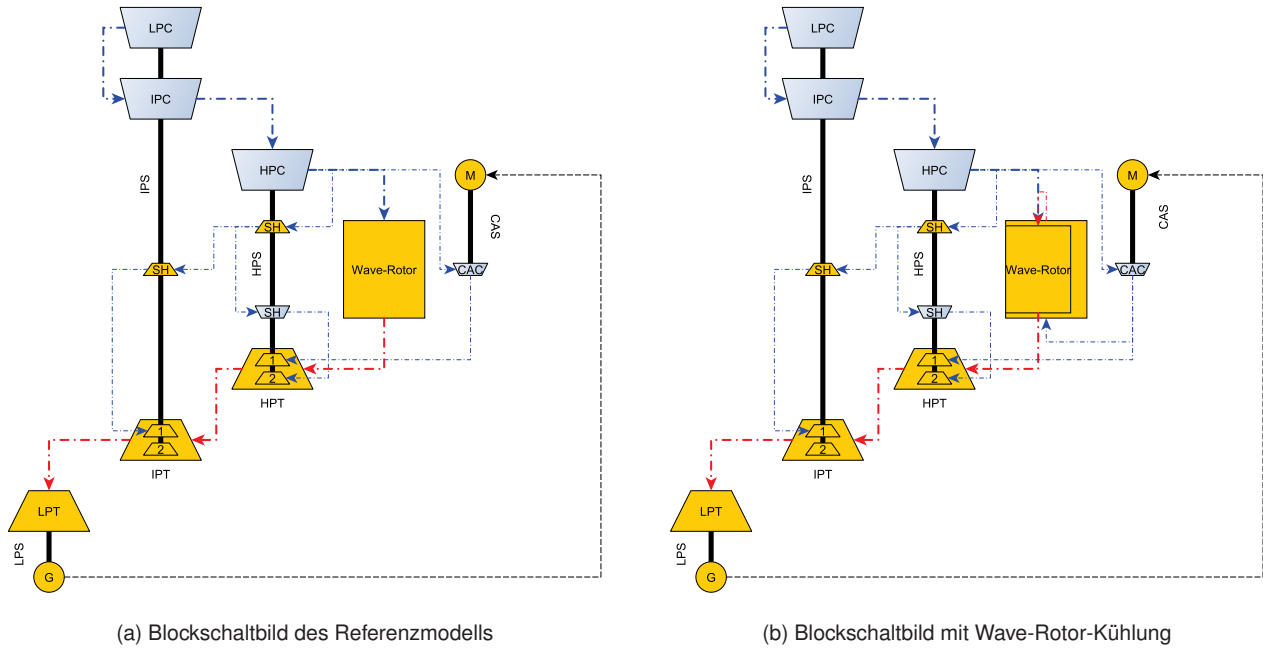 LPC
IPC
HPC
IPS
M
SH
CAS
HPS
SH
Wave-Rotor
CAC
SH
1
2
HPT
1
2
IPT
LPT
LPS
G
(a) Blockschaltbild des Referenzmodells
LPC
IPC
HPC
IPS
M
SH
CAS
HPS
SH
Wave-Rotor
CAC
SH
1
2
HPT
1
2
IPT
LPT
LPS
G
(b) Blockschaltbild mit Wave-Rotor-Kühlung